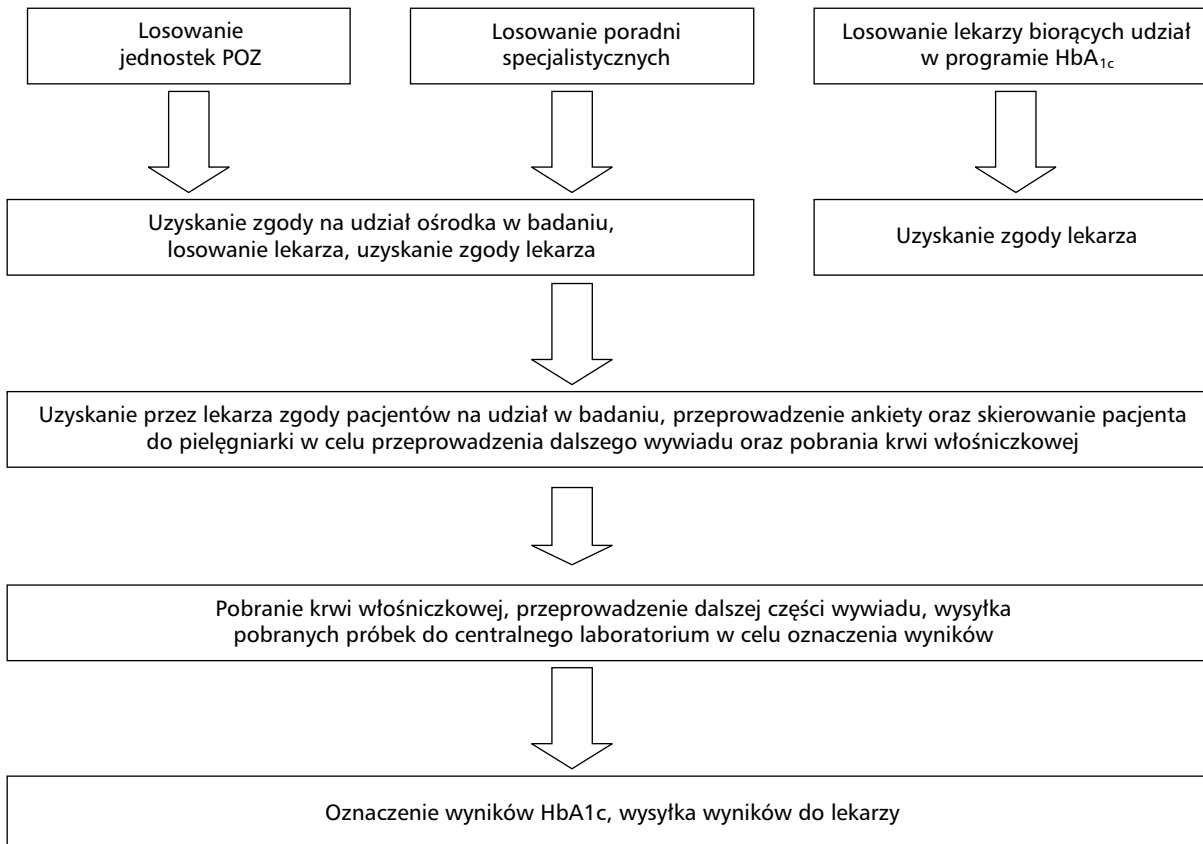 Losowanie
jednostek POZ
Losowanie poradni
specjalistycznych
Losowanie lekarzy biorących udział
w programie HbA₁c
Uzyskanie zgody na udział ośrodka w badaniu,
losowanie lekarza, uzyskanie zgody lekarza
Uzyskanie zgody lekarza
Uzyskanie przez lekarza zgody pacjentów na udział w badaniu, przeprowadzenie ankiety oraz skierowanie pacjenta
do pielęgniarki w celu przeprowadzenia dalszego wywiadu oraz pobrania krwi włośniczkowej
Pobranie krwi włośniczkowej, przeprowadzenie dalszej części wywiadu, wysyłka
pobranych próbek do centralnego laboratorium w celu oznaczenia wyników
Oznaczenie wyników HbA1c, wysyłka wyników do lekarzy